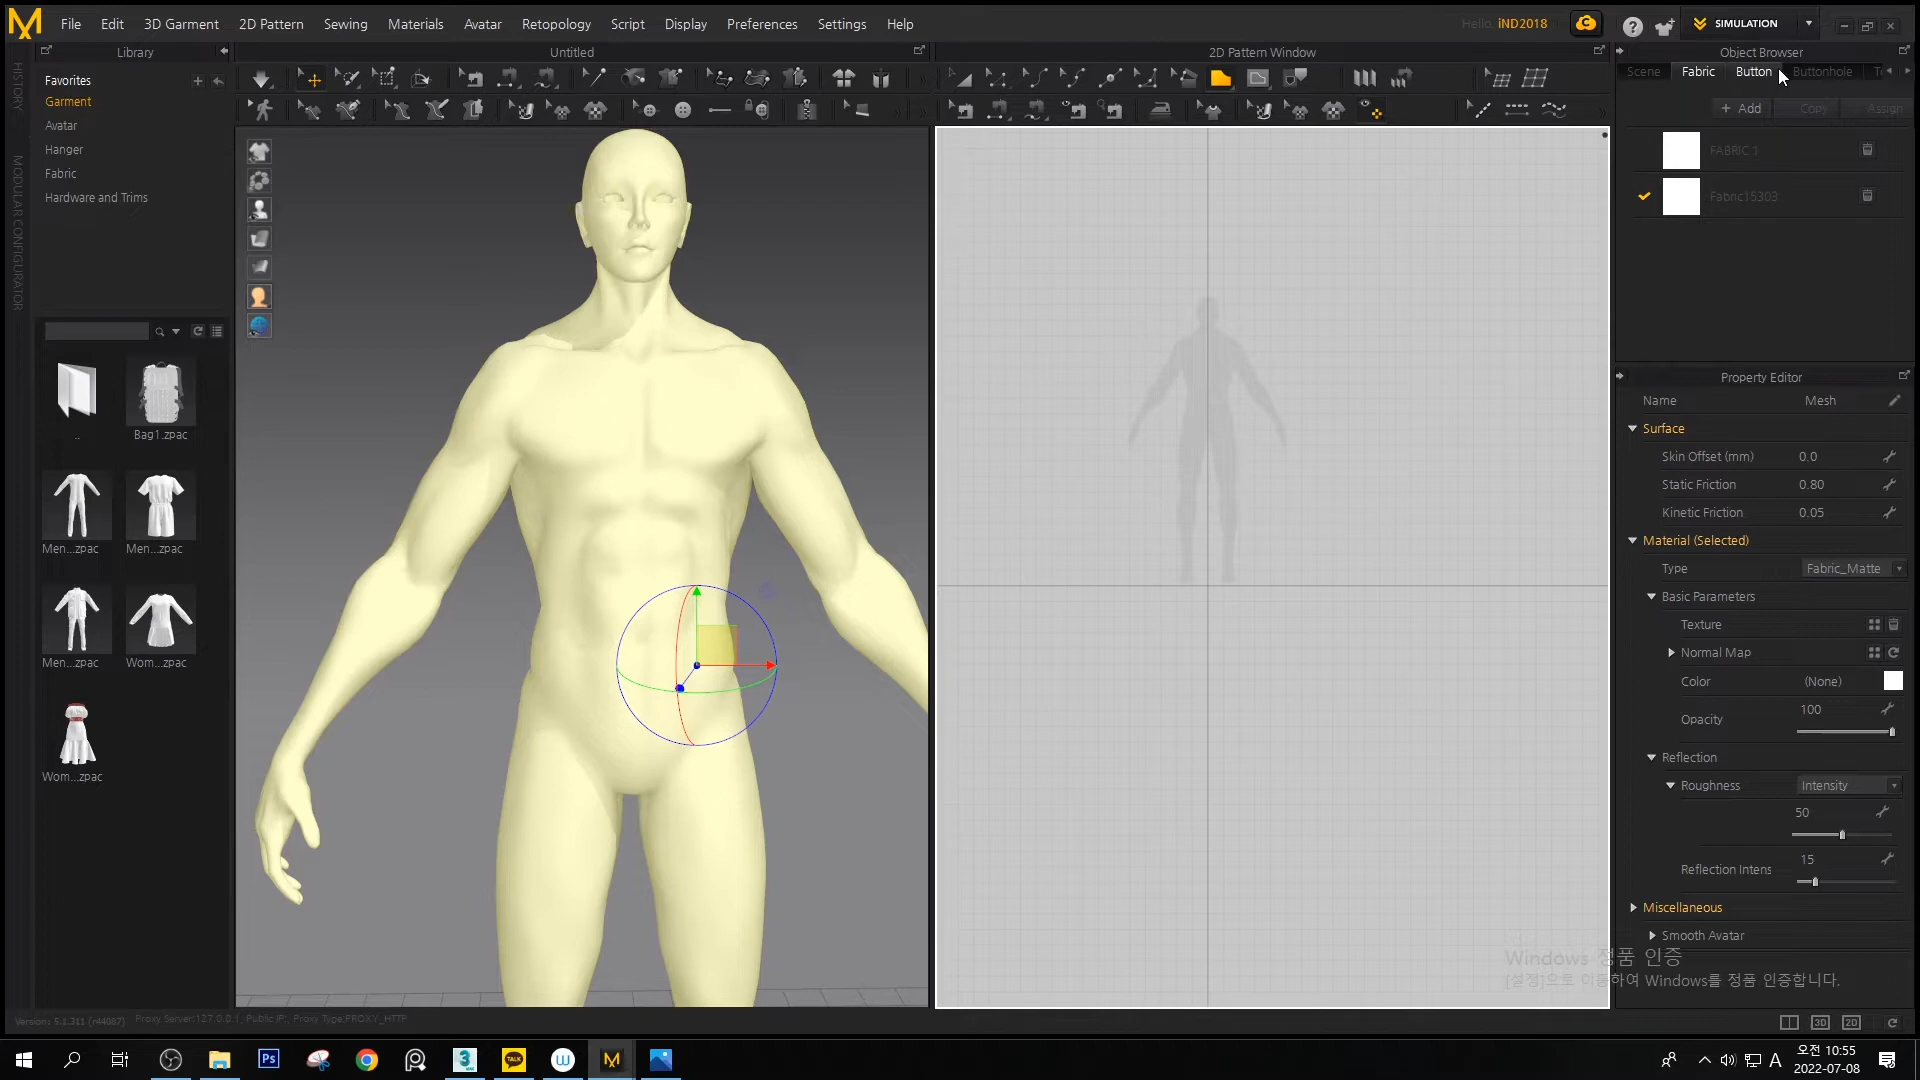 File Edit 3D Garment 2D Pattern Sewing Materials Avatar Retopology Script Display Preferences Settings Help
Hello, iND2018
SIMULATION
Library
Untitled
2D Pattern Window
Object Browser
HISTORY
MODULAR CONFIGURATOR
Favorites
Garment
Avatar
Hanger
Fabric
Hardware and Trims
..
Bag1.zpac
Men...zpac
Men...zpac
Men...zpac
Wom...zpac
Wom...zpac
Scene Fabric Button Buttonhole
+ Add Copy Assign
FABRIC 1
Fabric15303
Property Editor
Name Mesh
Surface
Skin Offset (mm) 0.0
Static Friction 0.80
Kinetic Friction 0.05
Material (Selected)
Type Fabric_Matte
Basic Parameters
Texture
Normal Map
Color (None)
Opacity 100
Reflection
Roughness Intensity
50
Reflection Intens 15
Miscellaneous
Smooth Avatar
Windows 정품 인증
[설정]으로 이동하여 Windows를 정품 인증합니다.
Version: 5.1.311 (r44087) Proxy Server:127.0.0.1, Public IP:, Proxy Type:PROXY_HTTP
3D 2D
Ps
3
TALK
W
A
오전 10:55
2022-07-08